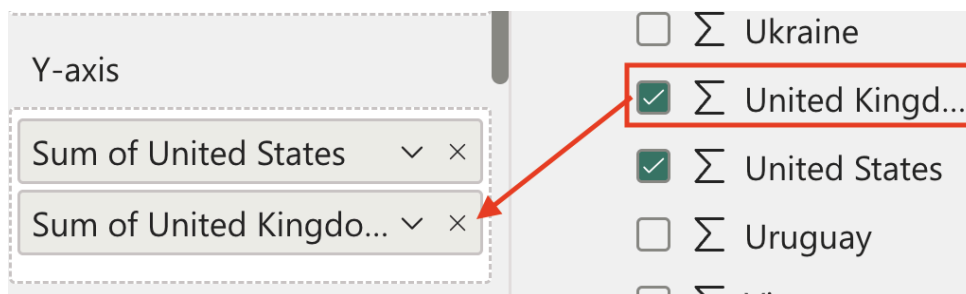 Y-axis
Sum of United States
Sum of United Kingdo...
Σ Ukraine
Σ United Kingd...
Σ United States
Σ Uruguay